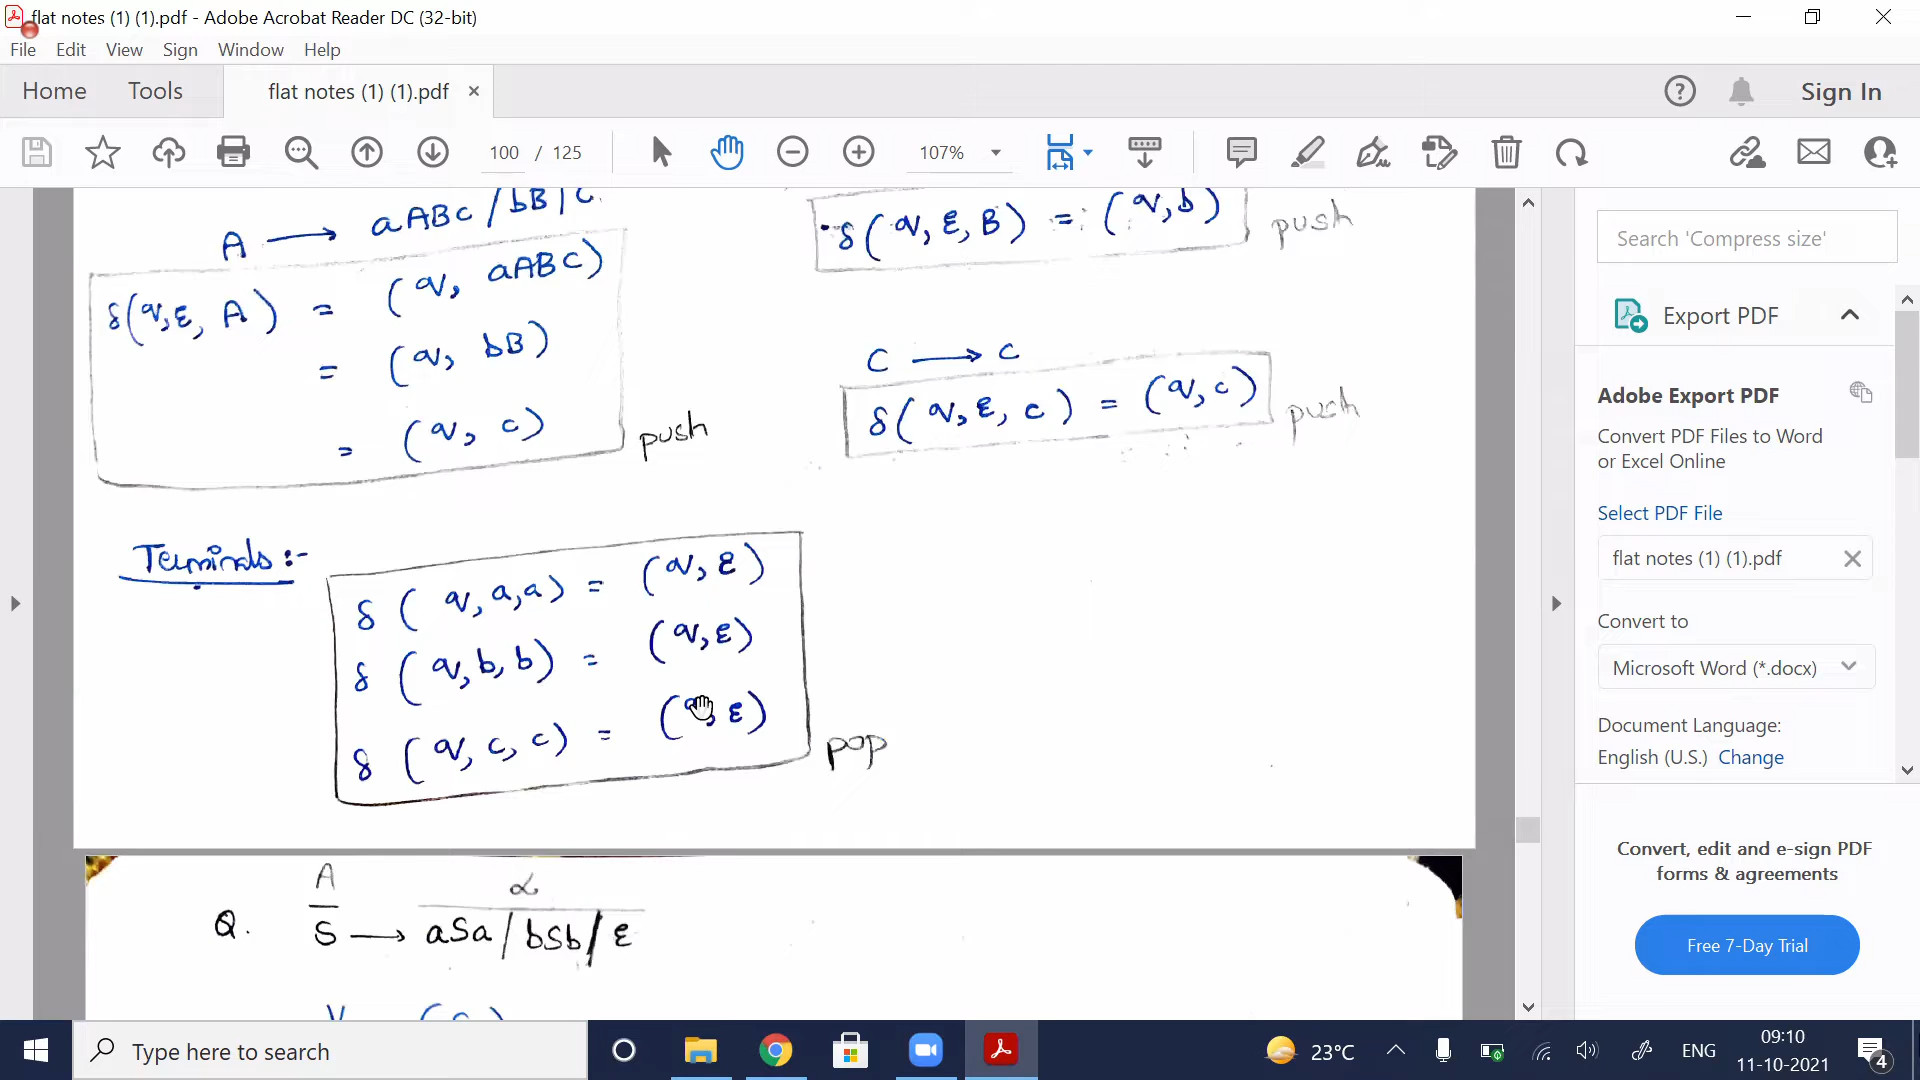 flat notes (1) (1).pdf - Adobe Acrobat Reader DC (32-bit)
File Edit View Sign Window Help
Home Tools flat notes (1) (1).pdf × Sign In
100 / 125 107%
A → aABC / bB / C
δ(q, ε, A) = (q, aABC)
= (q, bB)
= (q, c)
push
δ(q, ε, B) = (q, b) push
C → c
δ(q, ε, c) = (q, c) push
Terminals :-
δ (q, a, a) = (q, ε)
δ (q, b, b) = (q, ε)
δ (q, c, c) = (q, ε)
pop
A α
Q. S → aSa / bSb / ε
Search 'Compress size'
Export PDF
Adobe Export PDF
Convert PDF Files to Word
or Excel Online
Select PDF File
flat notes (1) (1).pdf
Convert to
Microsoft Word (*.docx)
Document Language:
English (U.S.) Change
Convert, edit and e-sign PDF
forms & agreements
Free 7-Day Trial
Type here to search
23°C ENG 09:10
11-10-2021
4